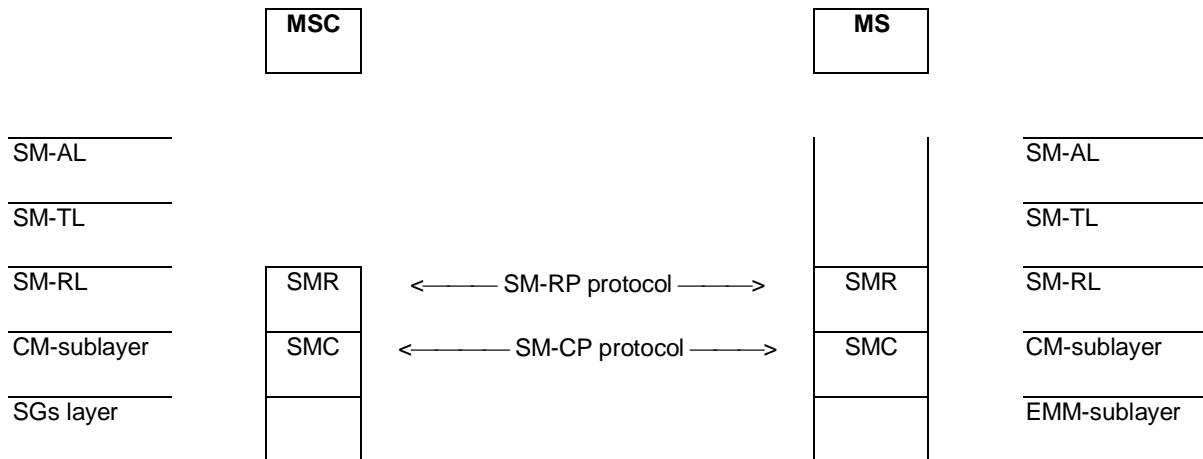 MSC MS
SM-AL SM-AL
SM-TL SM-TL
SM-RL SMR <——— SM-RP protocol ———> SMR SM-RL
CM-sublayer SMC <———— SM-CP protocol ———> SMC CM-sublayer
SGs layer EMM-sublayer